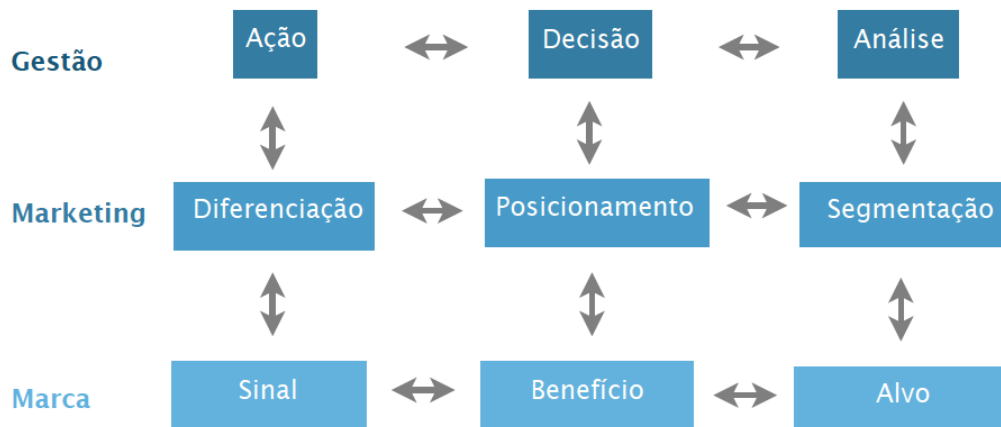 Gestão
Ação
Decisão
Análise
Marketing
Diferenciação
Posicionamento
Segmentação
Marca
Sinal
Benefício
Alvo